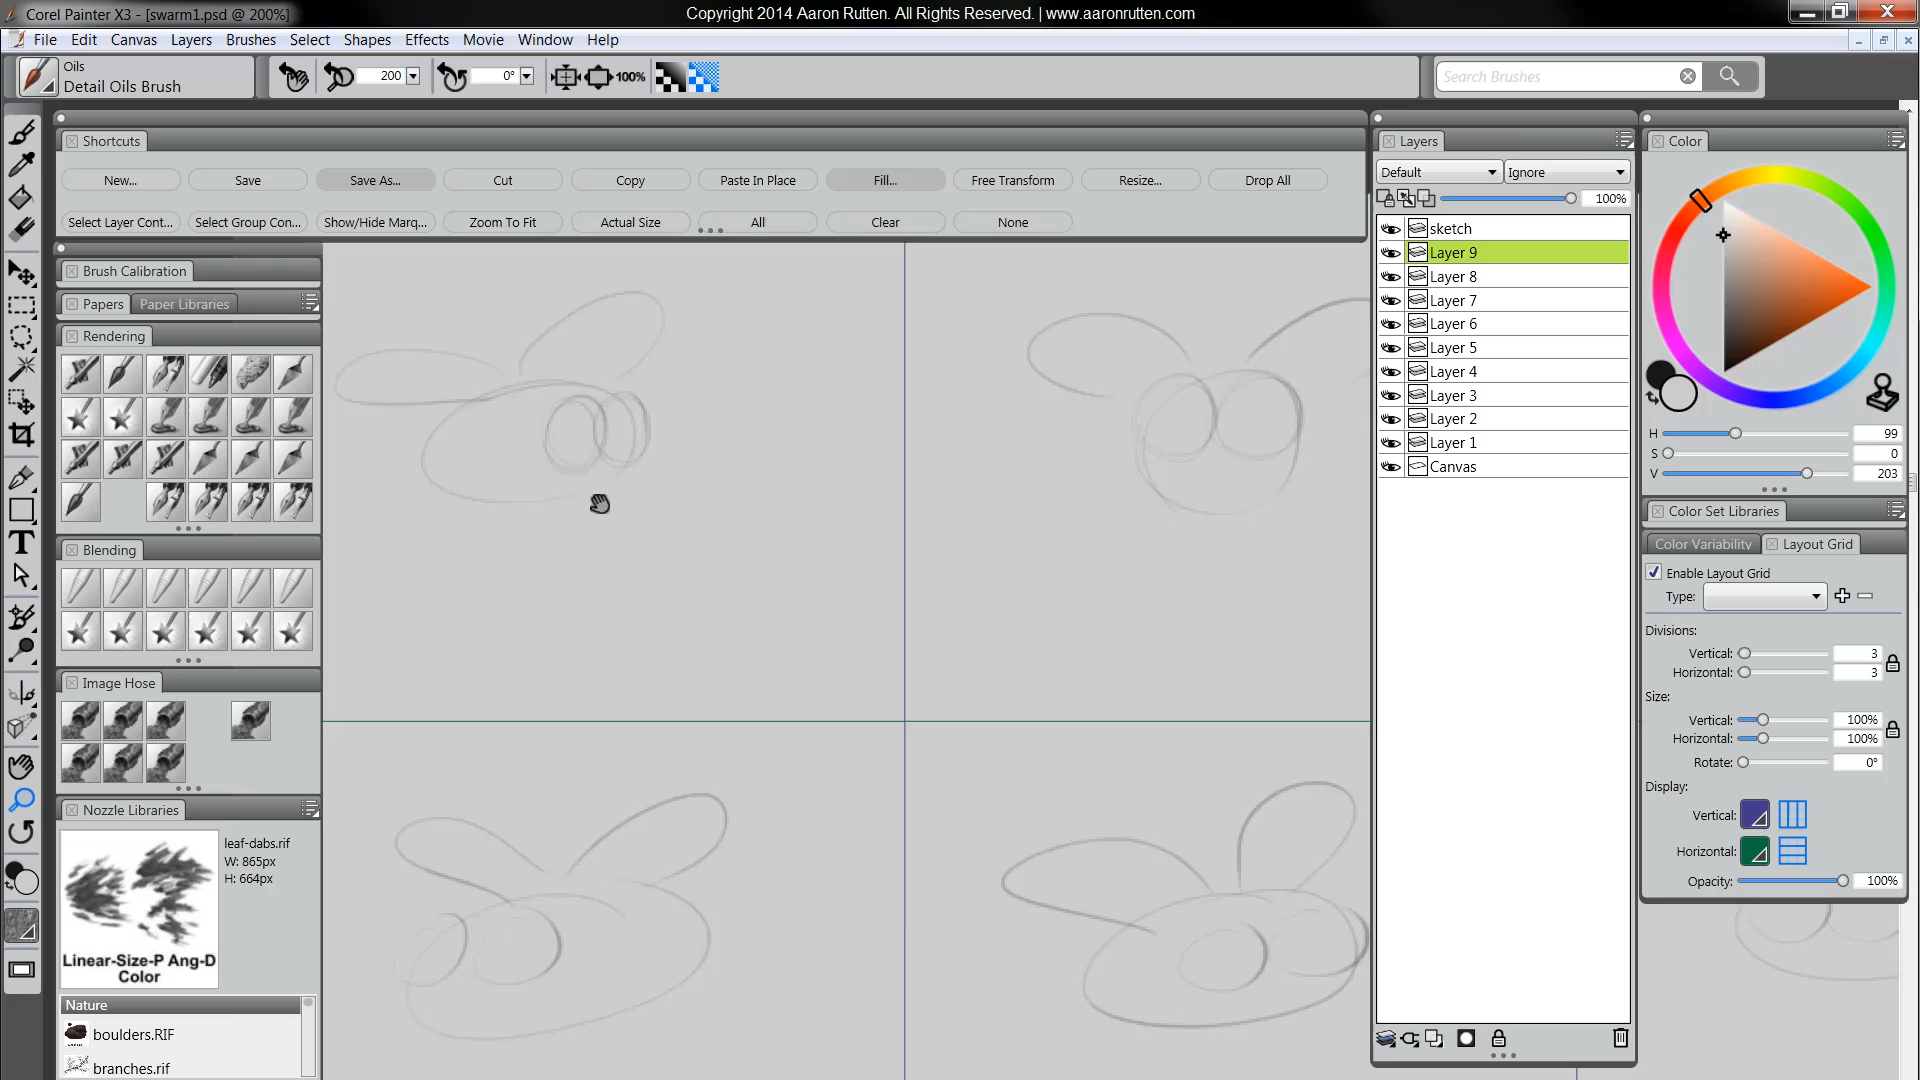 Corel Painter X3 - [swarm1.psd @ 200%]
Copyright 2014 Aaron Rutten. All Rights Reserved. | www.aaronrutten.com
File Edit Canvas Layers Brushes Select Shapes Effects Movie Window Help
Oils
Detail Oils Brush
200
0°
100%
Search Brushes
Shortcuts
New... Save Save As... Cut Copy Paste In Place Fill... Free Transform Resize... Drop All
Select Layer Cont... Select Group Con... Show/Hide Marq... Zoom To Fit Actual Size All Clear None
Brush Calibration
Papers Paper Libraries
Rendering
Blending
Image Hose
Nozzle Libraries
leaf-dabs.rif
W: 865px
H: 664px
Linear-Size-P Ang-D
Color
Nature
boulders.RIF
branches.rif
Layers
Default Ignore
100%
sketch
Layer 9
Layer 8
Layer 7
Layer 6
Layer 5
Layer 4
Layer 3
Layer 2
Layer 1
Canvas
Color
H 99
S 0
V 203
Color Set Libraries
Color Variability Layout Grid
Enable Layout Grid
Type:
Divisions:
Vertical: 3
Horizontal: 3
Size:
Vertical: 100%
Horizontal: 100%
Rotate: 0°
Display:
Vertical:
Horizontal:
Opacity: 100%